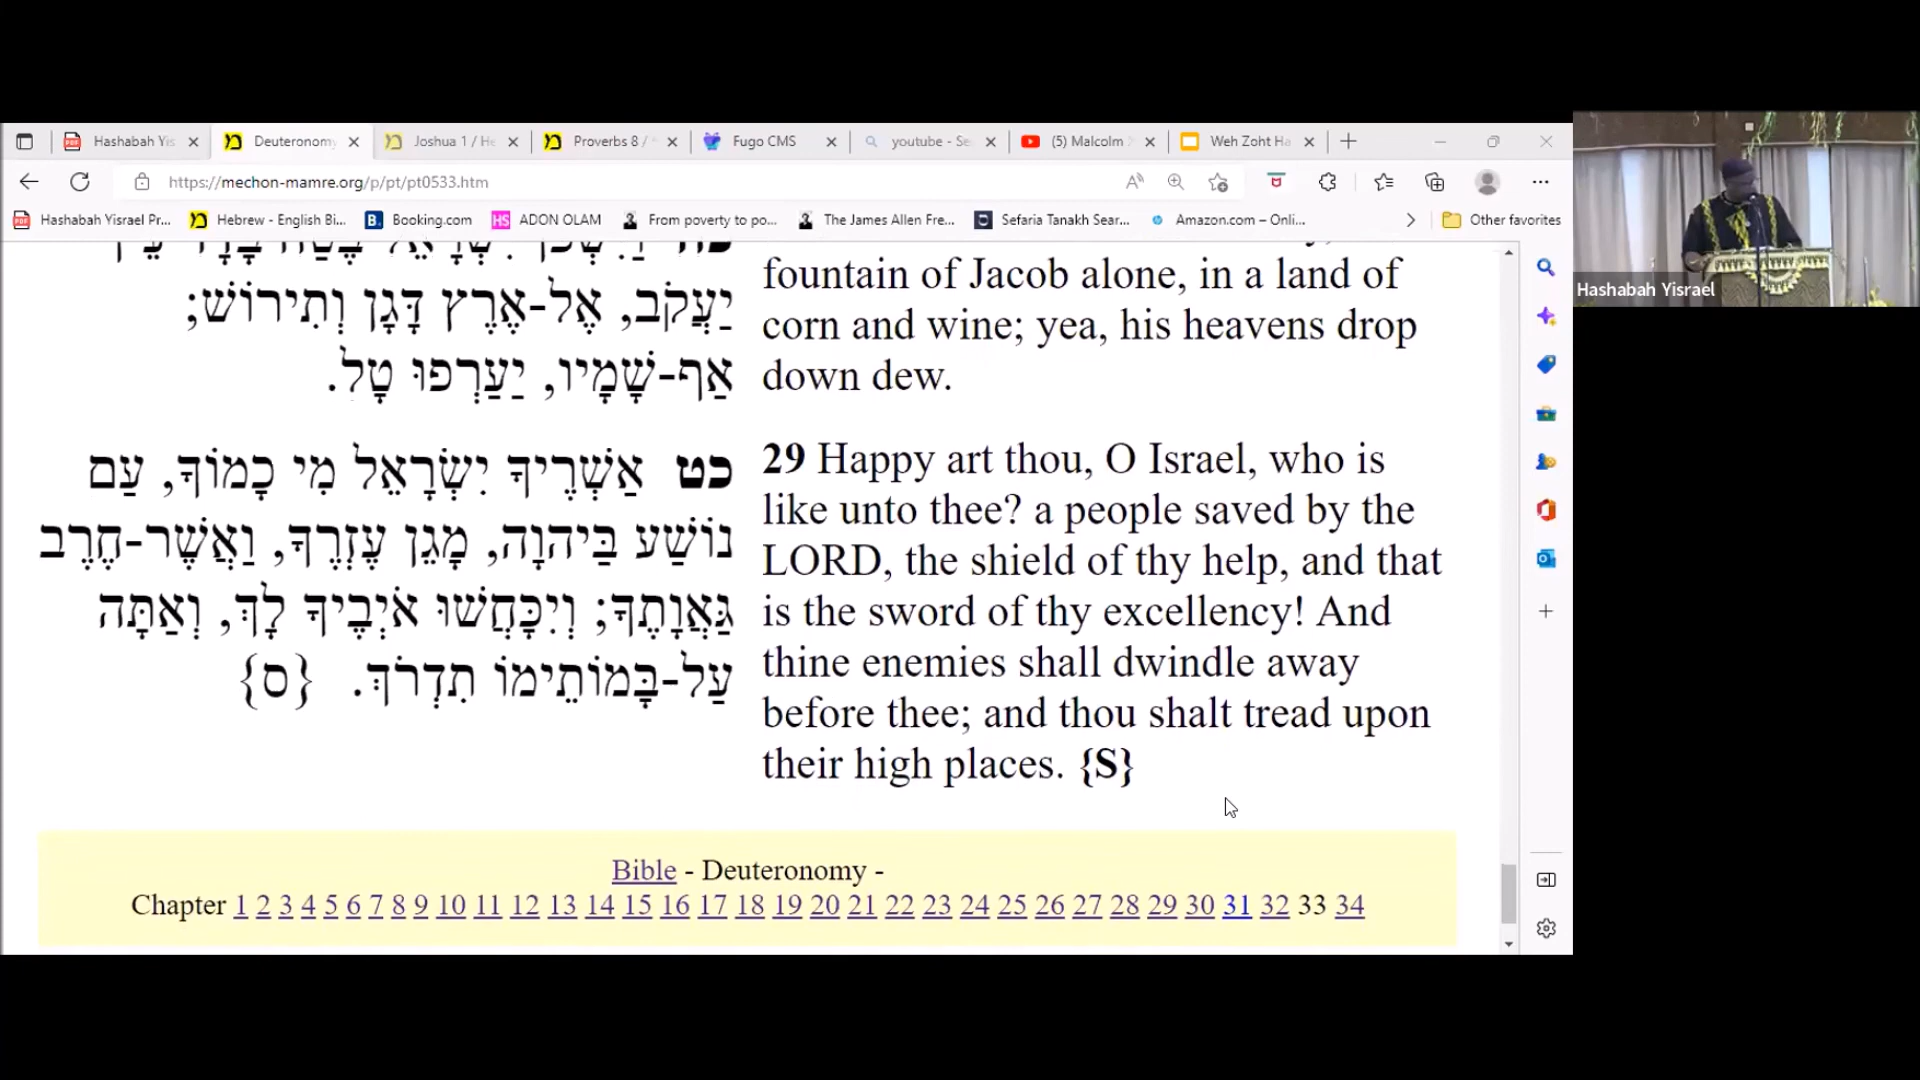 Hashabah Yis
Deuteronomy
Joshua 1 / He
Proverbs 8 /
Fugo CMS
youtube - Se
(5) Malcolm
Weh Zoht Ha
https://mechon-mamre.org/p/pt/pt0533.htm
Hashabah Yisrael Pr...
Hebrew - English Bi...
Booking.com
ADON OLAM
From poverty to po...
The James Allen Fre...
Sefaria Tanakh Sear...
Amazon.com – Onli...
Other favorites
יַעֲקֹב, אֶל-אֶרֶץ דָּגָן וְתִירוֹשׁ;
אַף-שָׁמָיו, יַעַרְפוּ טָל.
fountain of Jacob alone, in a land of
corn and wine; yea, his heavens drop
down dew.
כט אַשְׁרֶיךָ יִשְׂרָאֵל מִי כָמוֹךָ, עַם
נוֹשַׁע בַּיהוָה, מָגֵן עֶזְרֶךָ, וַאֲשֶׁר-חֶרֶב
גַּאֲוָתֶךָ; וְיִכָּחֲשׁוּ אֹיְבֶיךָ לָךְ, וְאַתָּה
עַל-בָּמוֹתֵימוֹ תִדְרֹךְ. {ס}
29 Happy art thou, O Israel, who is
like unto thee? a people saved by the
LORD, the shield of thy help, and that
is the sword of thy excellency! And
thine enemies shall dwindle away
before thee; and thou shalt tread upon
their high places. {S}
Bible - Deuteronomy -
Chapter 1 2 3 4 5 6 7 8 9 10 11 12 13 14 15 16 17 18 19 20 21 22 23 24 25 26 27 28 29 30 31 32 33 34
Hashabah Yisrael